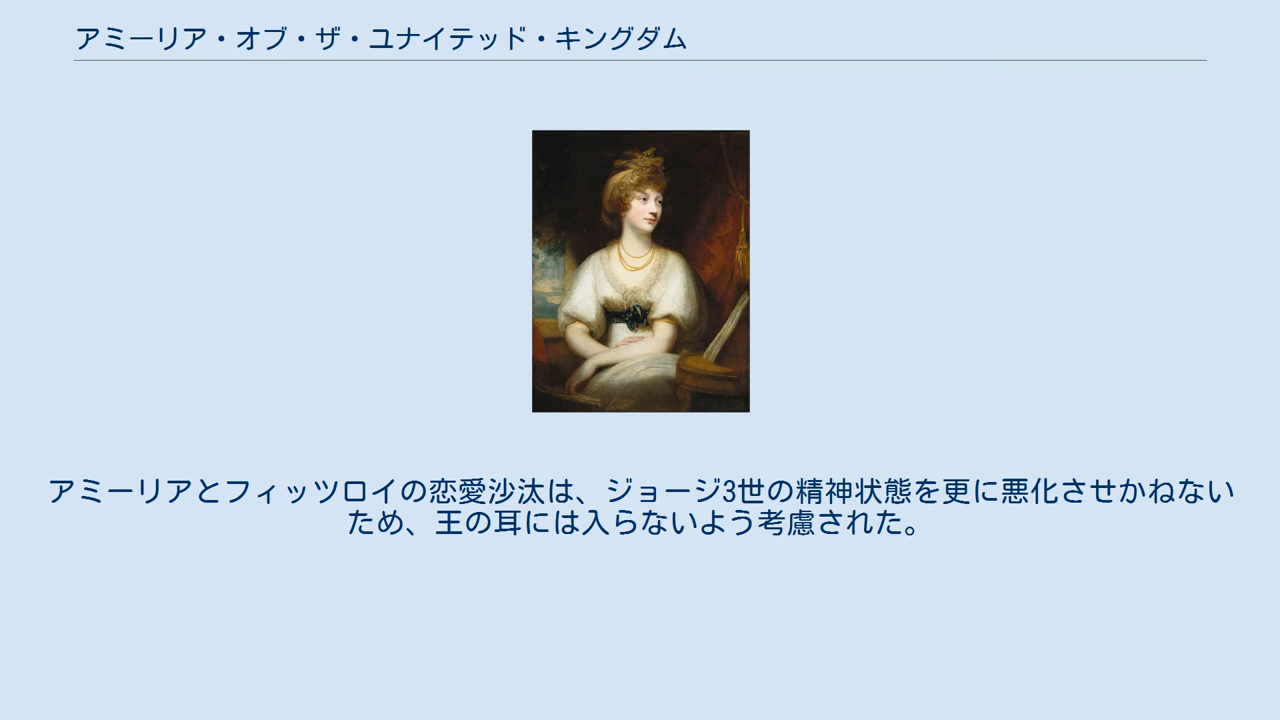 アミーリア・オブ・ザ・ユナイテッド・キングダム
アミーリアとフィッツロイの恋愛沙汰は、ジョージ3世の精神状態を更に悪化させかねない
ため、王の耳には入らないよう考慮された。